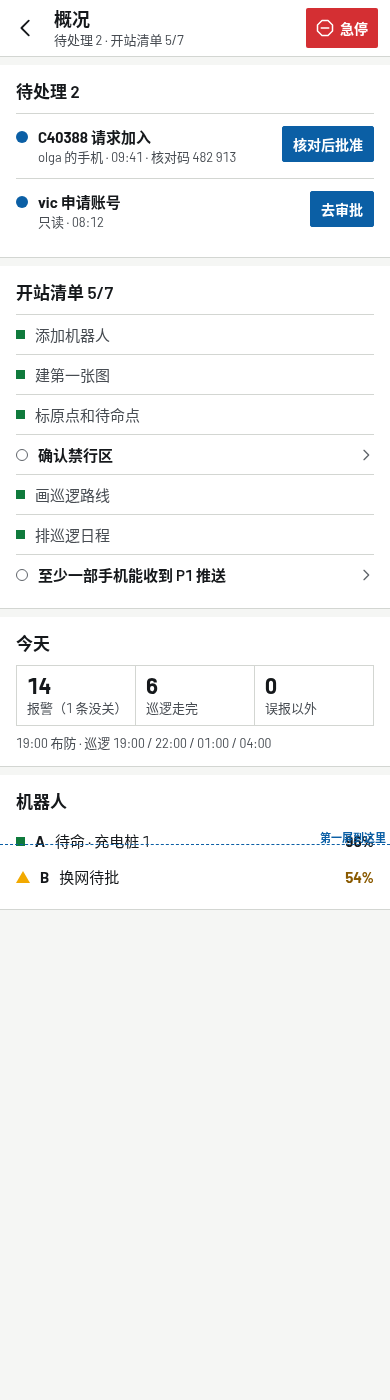 概况
待处理 2 · 开站清单 5/7
急停
待处理 2
C40388 请求加入
olga 的手机 · 09:41 · 核对码 482 913
核对后批准
vic 申请账号
只读 · 08:12
去审批
开站清单 5/7
添加机器人
建第一张图
标原点和待命点
确认禁行区
画巡逻路线
排巡逻日程
至少一部手机能收到 P1 推送
今天
14
报警（1 条没关）
6
巡逻走完
0
误报以外
19:00 布防 · 巡逻 19:00 / 22:00 / 01:00 / 04:00
机器人
第一屏到这里
A 待命 · 充电桩 1
96%
B 换网待批
54%